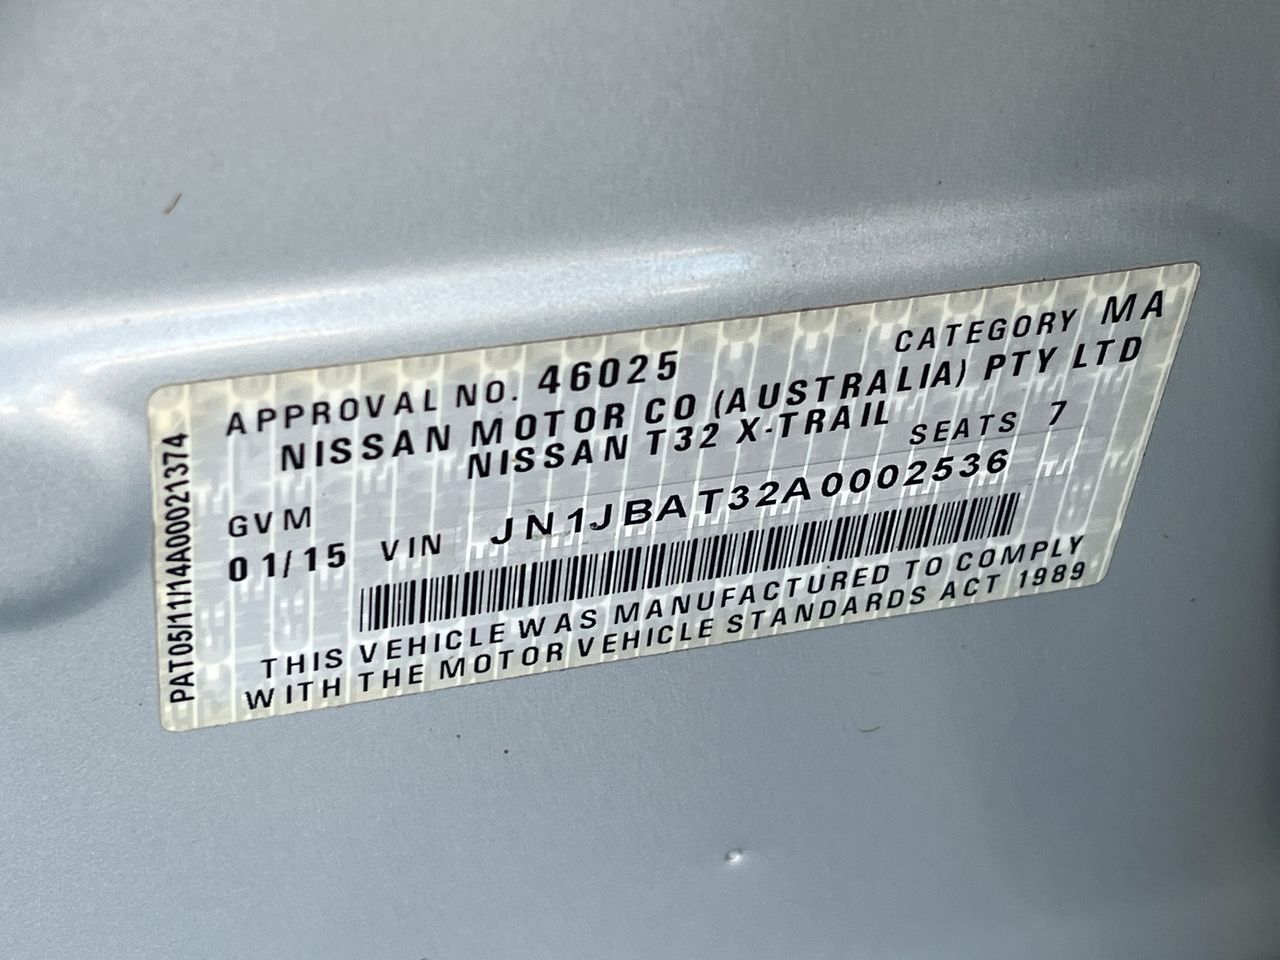 APPROVAL NO. 46025 CATEGORY MA
NISSAN MOTOR CO (AUSTRALIA) PTY LTD
NISSAN T32 X-TRAIL
SEATS 7
GVM
01/15 VIN JN1JBAT32A0002536
THIS VEHICLE WAS MANUFACTURED TO COMPLY
WITH THE MOTOR VEHICLE STANDARDS ACT 1989
PAT05/11/14A00021374